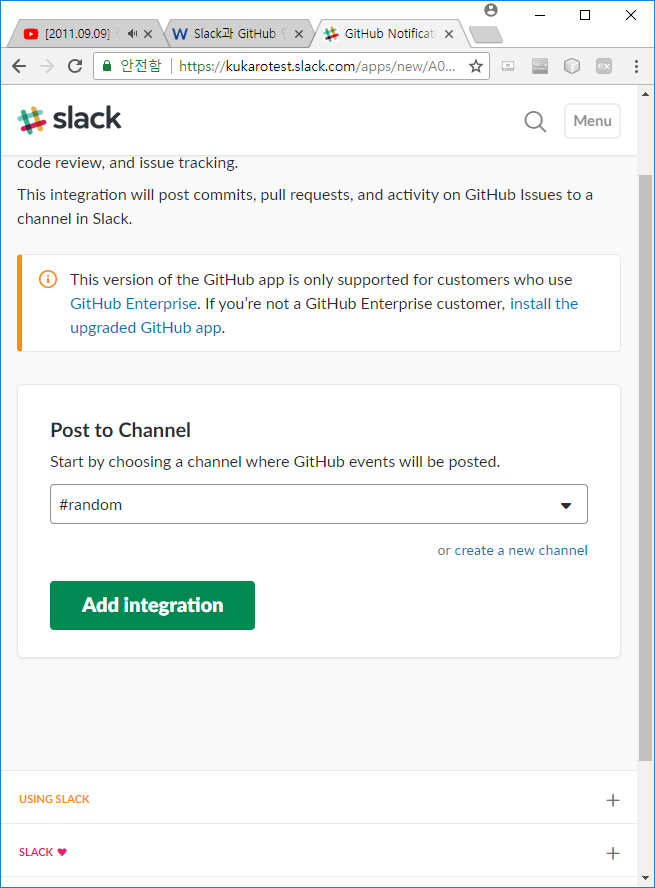 [2011.09.09]
Slack과 GitHub
GitHub Notificat
안전함 https://kukarotest.slack.com/apps/new/A0...
slack
Menu
code review, and issue tracking.
This integration will post commits, pull requests, and activity on GitHub Issues to a
channel in Slack.
This version of the GitHub app is only supported for customers who use
GitHub Enterprise. If you’re not a GitHub Enterprise customer, install the
upgraded GitHub app.
Post to Channel
Start by choosing a channel where GitHub events will be posted.
#random
or create a new channel
Add integration
USING SLACK
SLACK